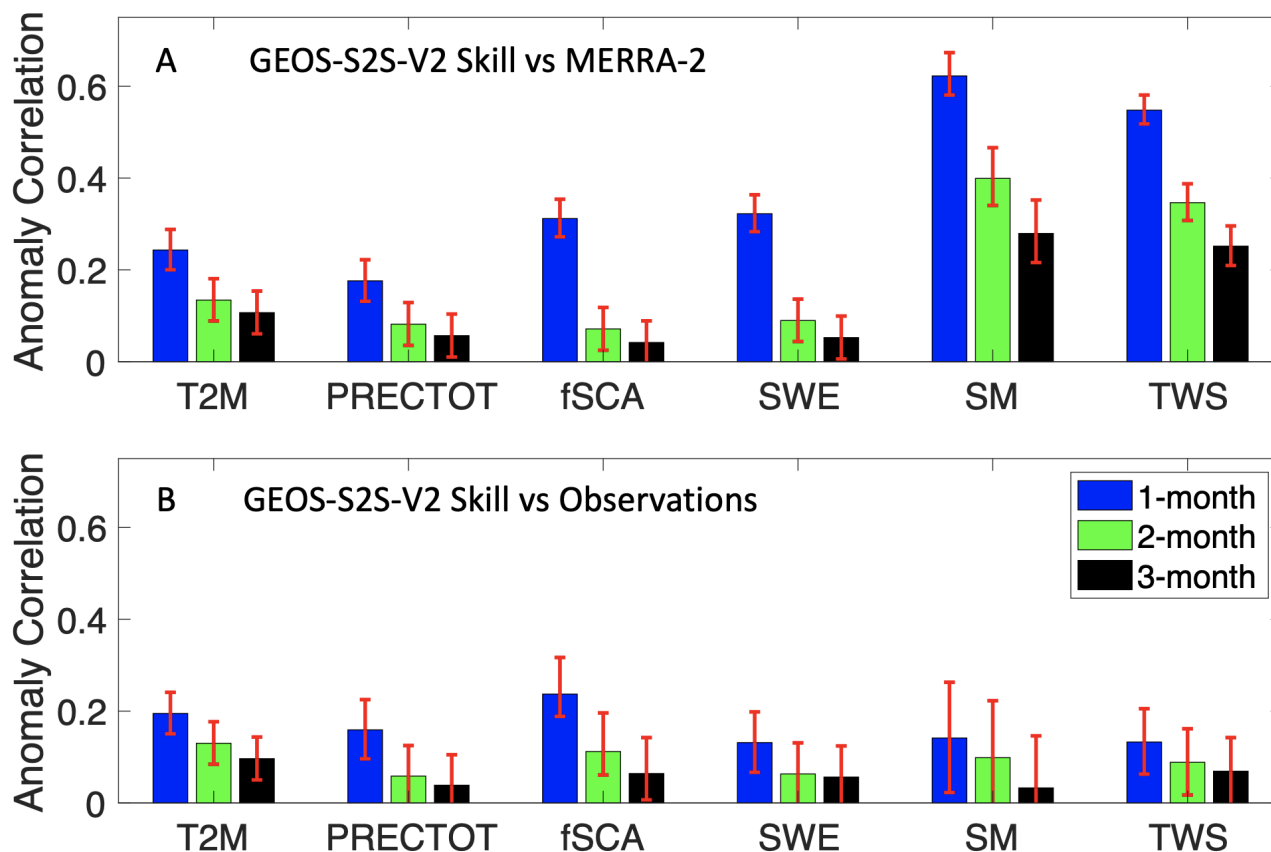 A GEOS-S2S-V2 Skill vs MERRA-2
Anomaly Correlation
0.6
0.4
0.2
0
T2M PRECTOT fSCA SWE SM TWS
B GEOS-S2S-V2 Skill vs Observations
Anomaly Correlation
0.6
0.4
0.2
0
1-month
2-month
3-month
T2M PRECTOT fSCA SWE SM TWS